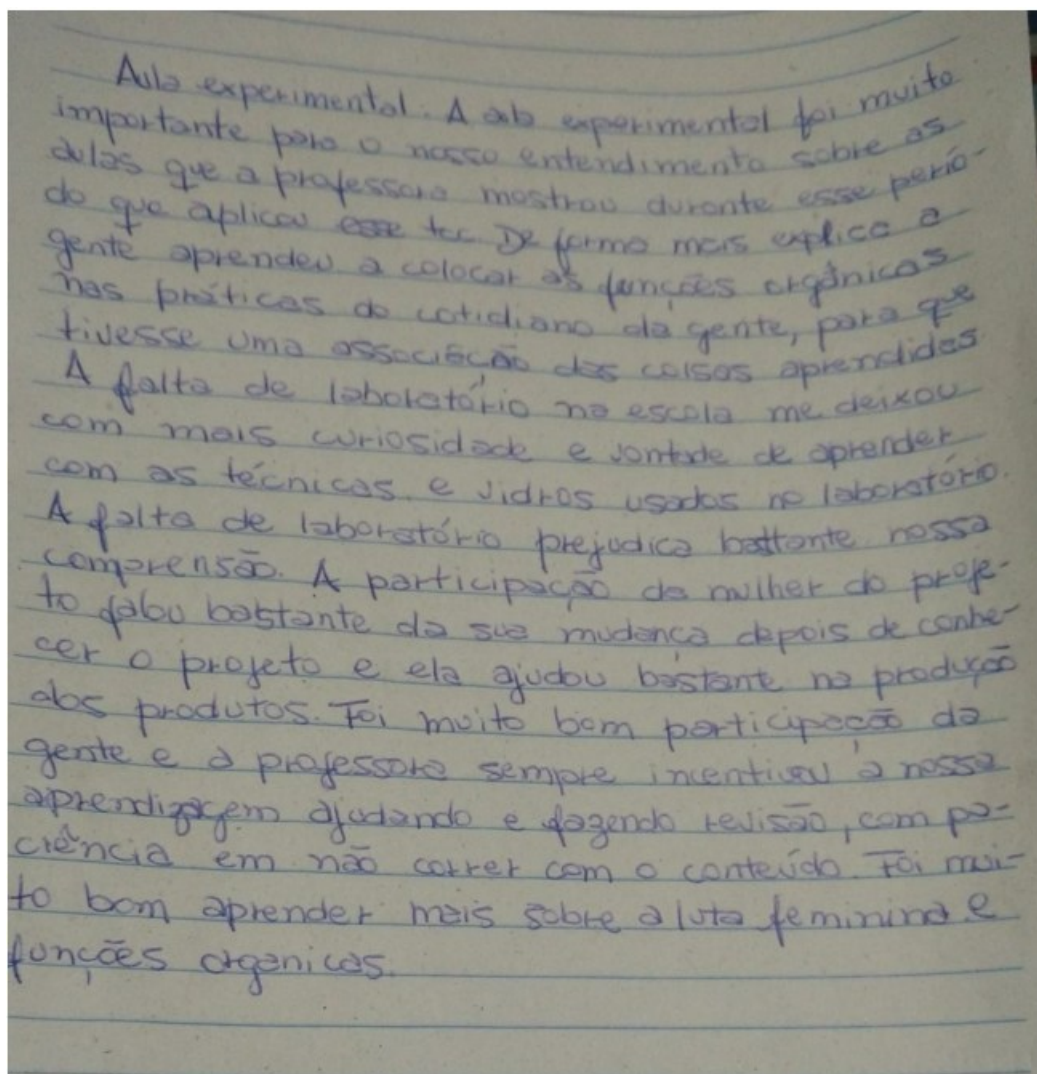 Aula experimental. A aula experimental foi muito
importante para o nosso entendimento sobre as
aulas que a professora mostrou durante esse perío-
do que aplicou esse tcc De forma mais explica a
gente aprendeu a colocar as funções orgânicas
nas práticas do cotidiano da gente, para que
tivesse uma associação das coisas aprendidas
A falta de laboratório na escola me deixou
com mais curiosidade e vontade de aprender
com as técnicas e vidros usados no laboratório.
A falta de laboratório prejudica bastante nossa
comprensão. A participação da mulher do proje-
to falou bastante da sua mudança depois de conhe-
cer o projeto e ela ajudou bastante na produção
dos produtos. Foi muito bom participação da
gente e a professora sempre incentivou a nossa
aprendizagem ajudando e fazendo revisão, com pa-
ciência em não correr com o conteúdo. Foi mui-
to bom aprender mais sobre a luta feminina e
funções orgânicas.